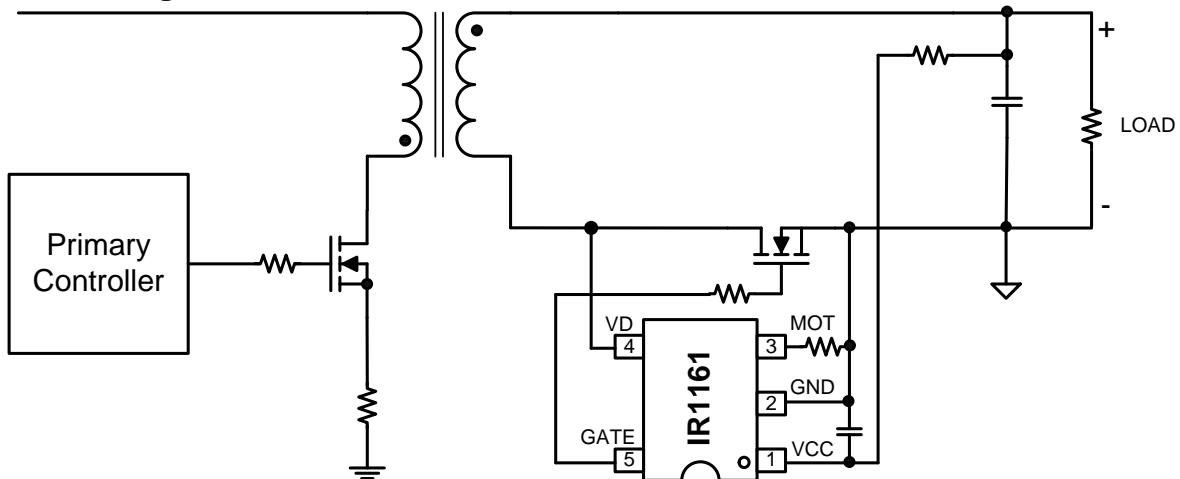 +
LOAD
-
Primary
Controller
VD
4
IR1161
3
MOT
2
GND
GATE
5
1
VCC